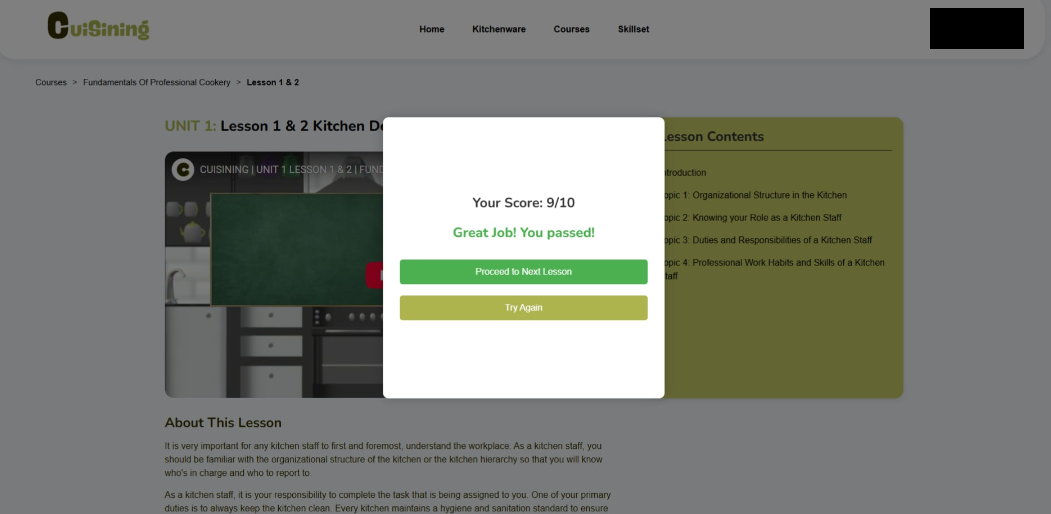 CuiSining
Home Kitchenware Courses Skillset
Courses > Fundamentals Of Professional Cookery > Lesson 1 & 2
UNIT 1: Lesson 1 & 2 Kitchen
CUISINING | UNIT 1 LESSON 1 & 2 | FUND
Your Score: 9/10
Great Job! You passed!
Proceed to Next Lesson
Try Again
esson Contents
troduction
opic 1: Organizational Structure in the Kitchen
opic 2: Knowing your Role as a Kitchen Staff
opic 3: Duties and Responsibilities of a Kitchen Staff
opic 4: Professional Work Habits and Skills of a Kitchen
taff
About This Lesson
It is very important for any kitchen staff to first and foremost, understand the workplace. As a kitchen staff, you
should be familiar with the organizational structure of the kitchen or the kitchen hierarchy so that you will know
who's in charge and who to report to.
As a kitchen staff, it is your responsibility to complete the task that is being assigned to you. One of your primary
duties is to always keep the kitchen clean. Every kitchen maintains a hygiene and sanitation standard to ensure